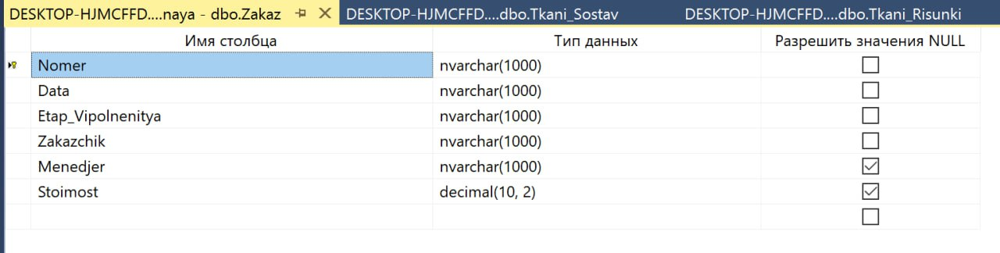 DESKTOP-HJMCFFD....naya - dbo.Zakaz DESKTOP-HJMCFFD....dbo.Tkani_Sostav DESKTOP-HJMCFFD....dbo.Tkani_Risunki
Имя столбца Тип данных Разрешить значения NULL
Nomer nvarchar(1000)
Data nvarchar(1000)
Etap_Vipolnenitya nvarchar(1000)
Zakazchik nvarchar(1000)
Menedjer nvarchar(1000)
Stoimost decimal(10, 2)